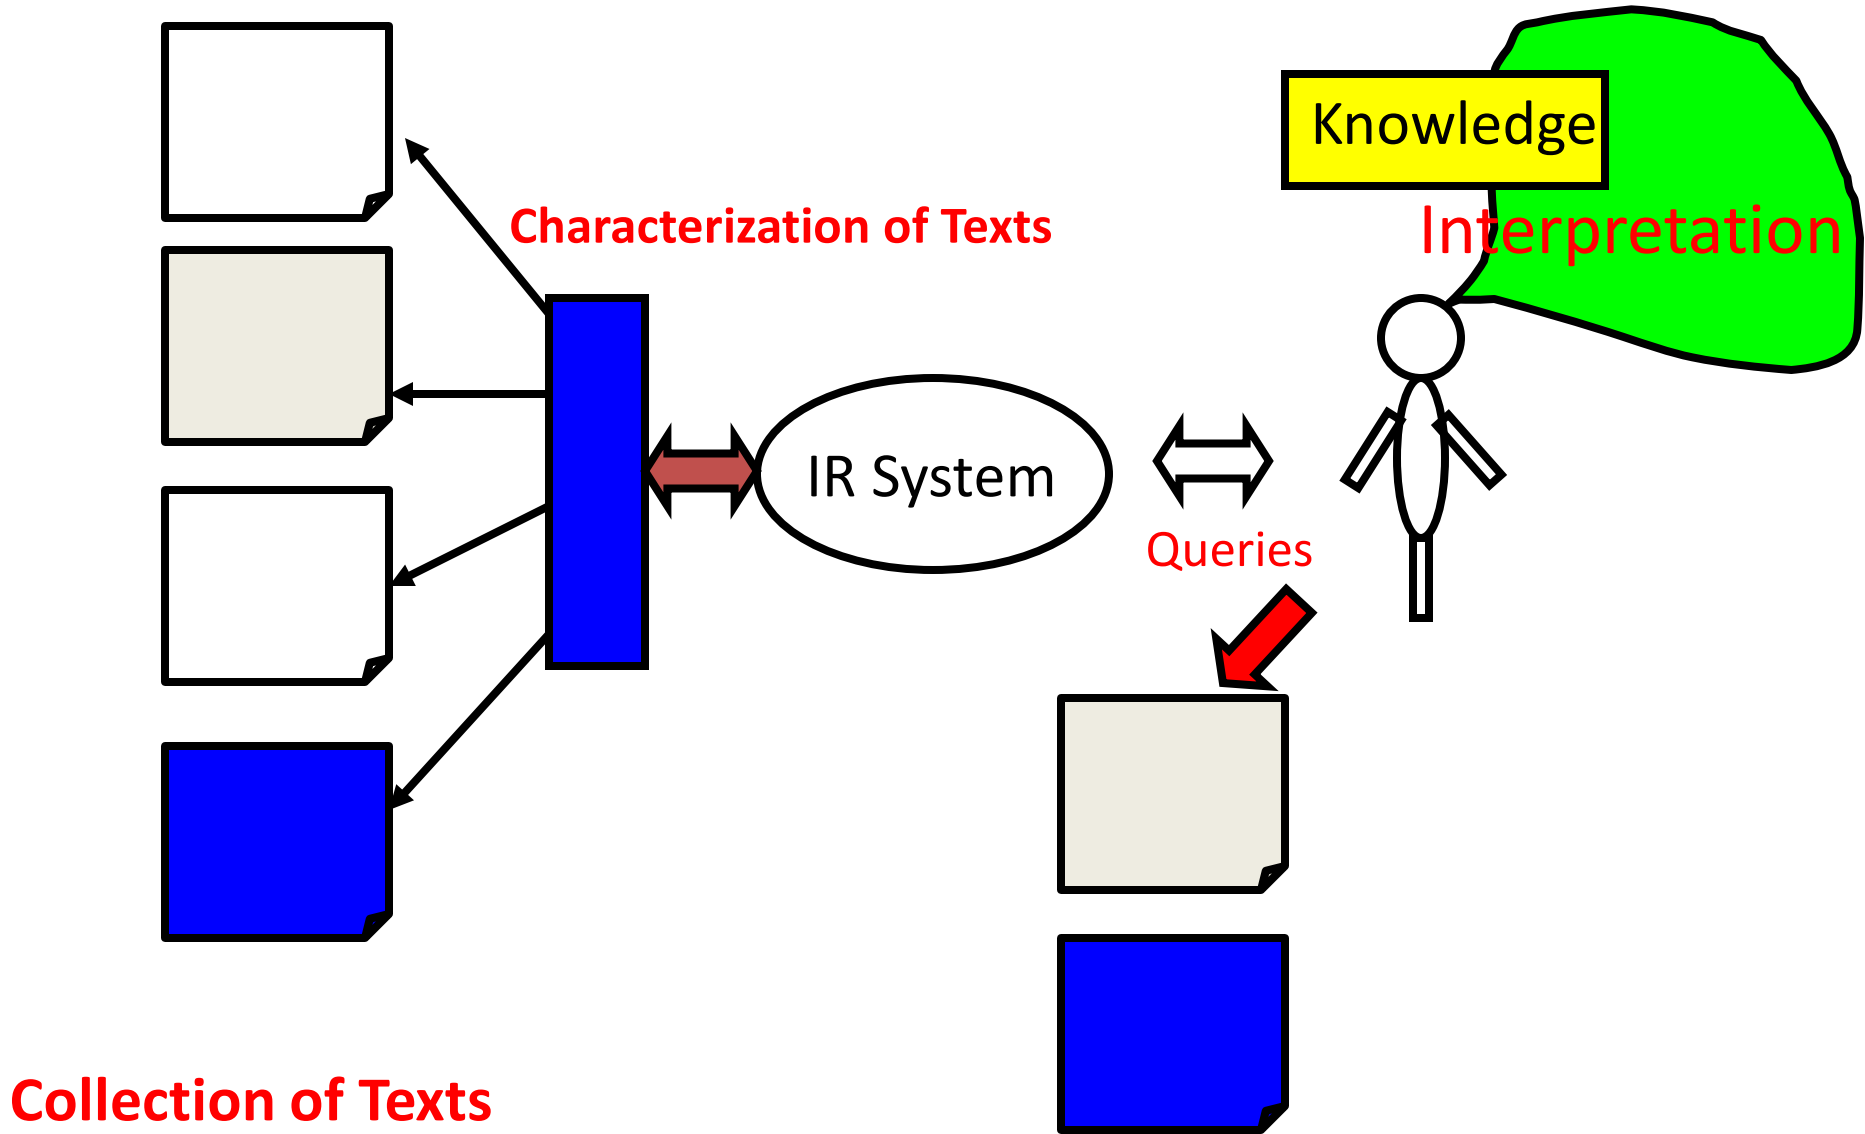 Knowledge
Characterization of Texts
Interpretation
IR System
Queries
Collection of Texts